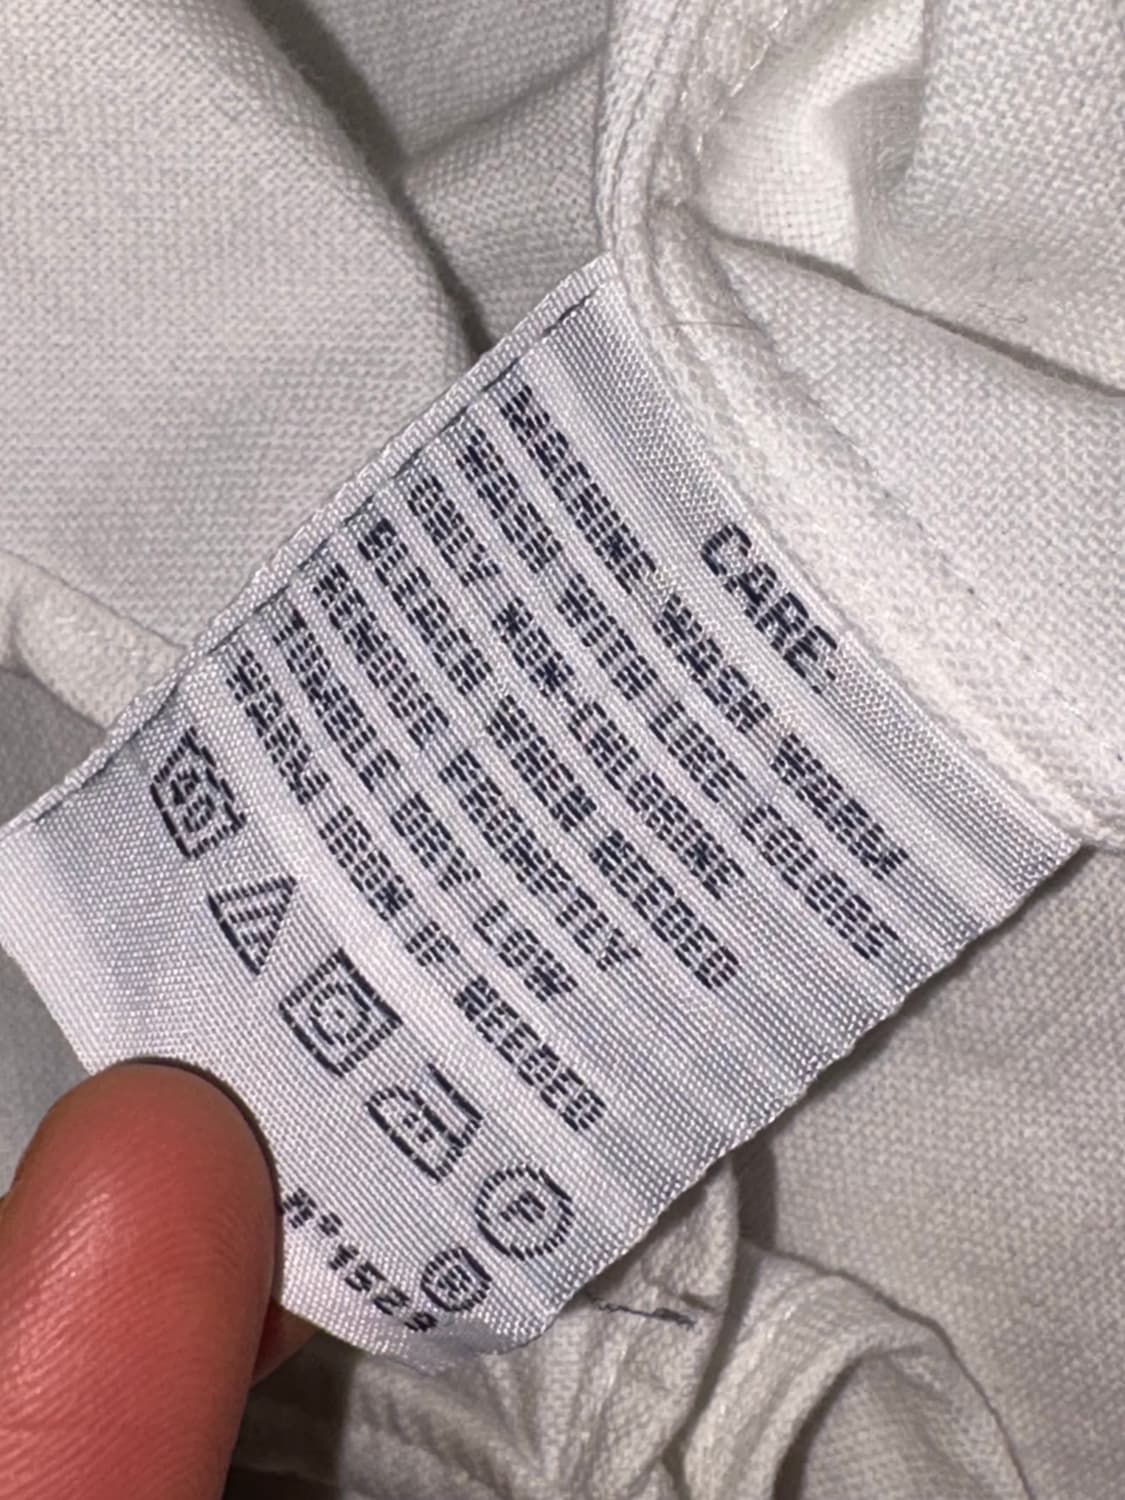 CARE:
MACHINE WASH WARM
WASH WITH LIKE COLORS
ONLY NON-CHLORINE
BLEACH WHEN NEEDED
REMOVE PROMPTLY
TUMBLE DRY LOW
WARM IRON IF NEEDED
40
P